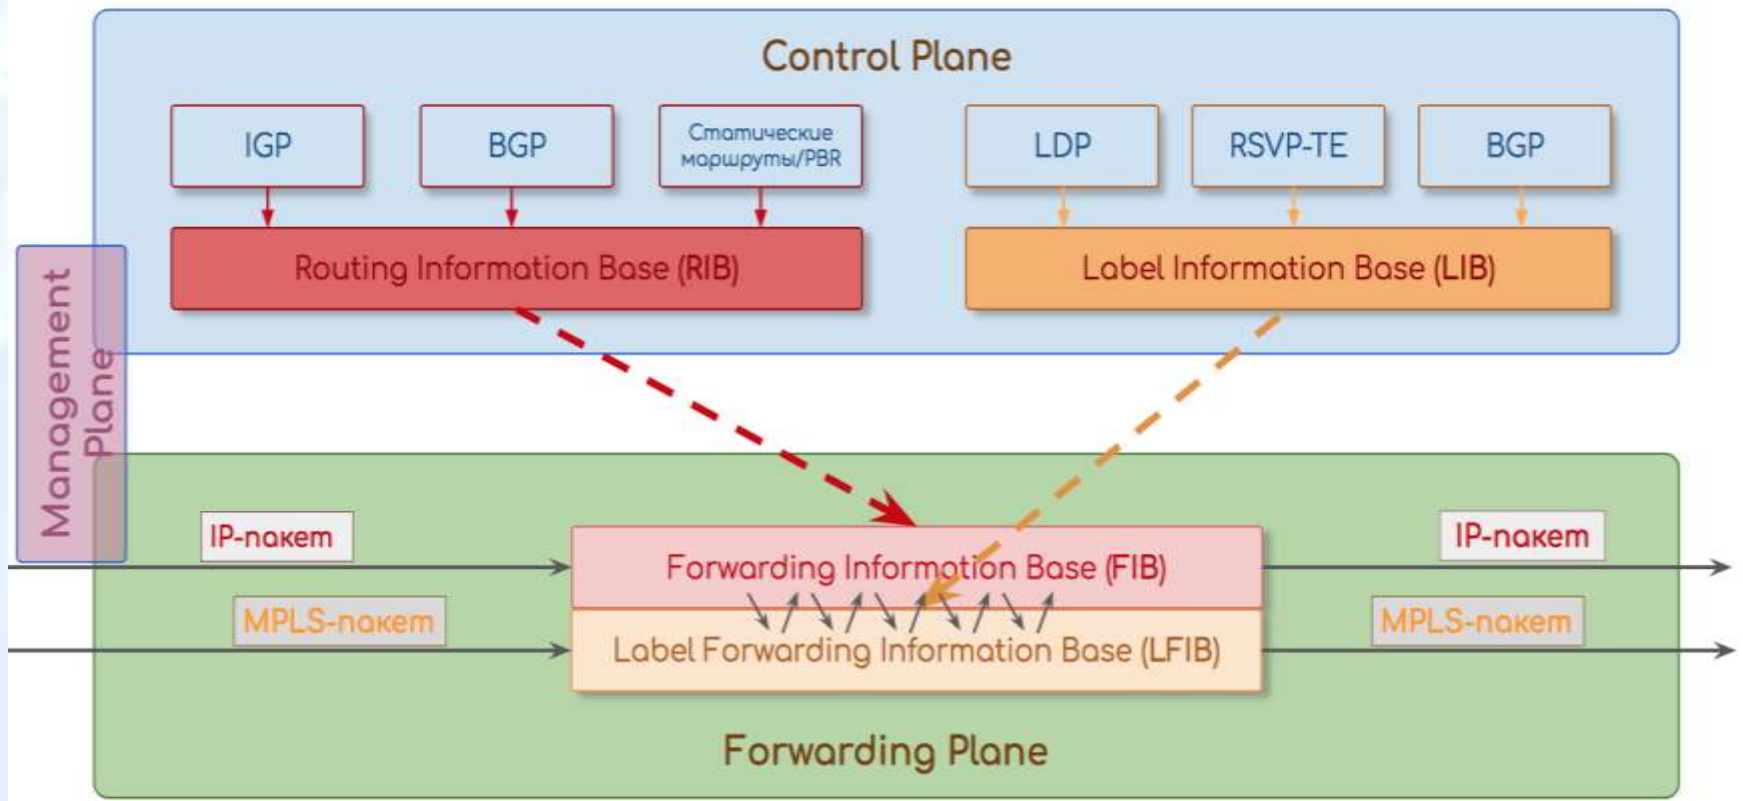 Control Plane
IGP
BGP
Статические
маршруты/PBR
LDP
RSVP-TE
BGP
Routing Information Base (RIB)
Label Information Base (LIB)
Management
Plane
IP-пакет
IP-пакет
Forwarding Information Base (FIB)
MPLS-пакет
MPLS-пакет
Label Forwarding Information Base (LFIB)
Forwarding Plane